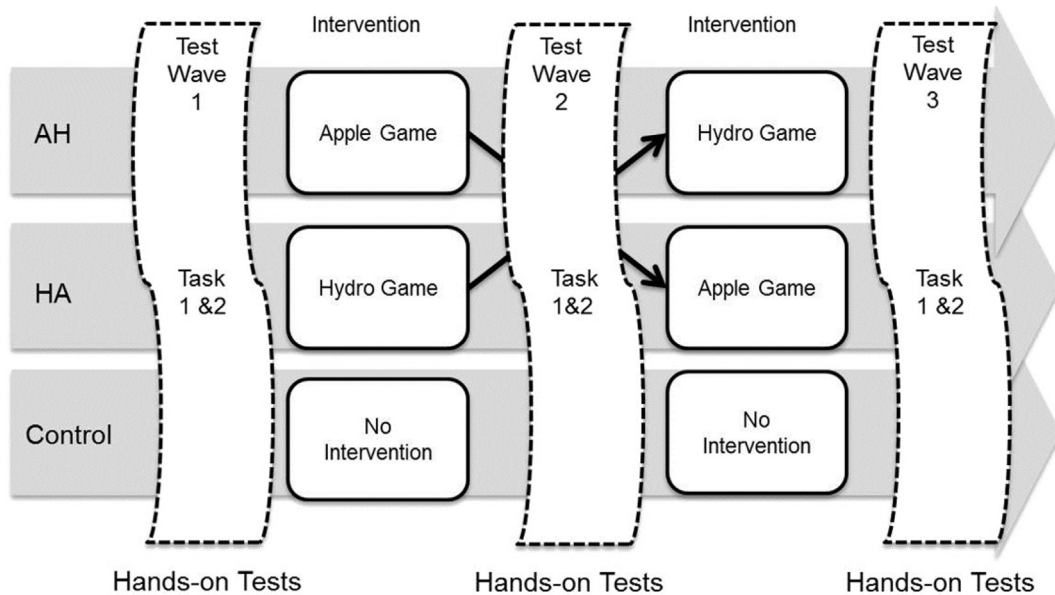 Intervention
Intervention
Test
Wave
1
Test
Wave
2
Test
Wave
3
AH
Apple Game
Hydro Game
HA
Hydro Game
Apple Game
Task
1 &2
Task
1&2
Task
1 &2
Control
No
Intervention
No
Intervention
Hands-on Tests
Hands-on Tests
Hands-on Tests